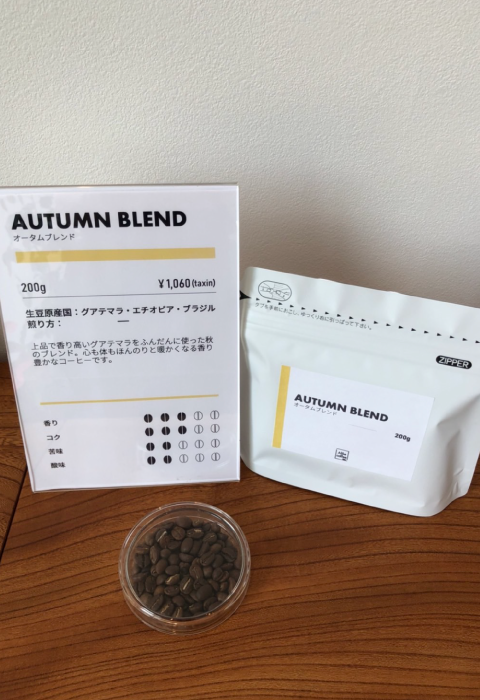 AUTUMN BLEND
オータムブレンド
200g ¥1,060(taxin)
生豆原産国：グアテマラ・エチオピア・ブラジル
煎り方： ー
上品で香り高いグアテマラをふんだんに使った秋
のブレンド。心も体もほんのりと暖かくなる香り
豊かなコーヒーです。
香り
コク
苦味
酸味
ZIPPER
AUTUMN BLEND
オータムブレンド
200g